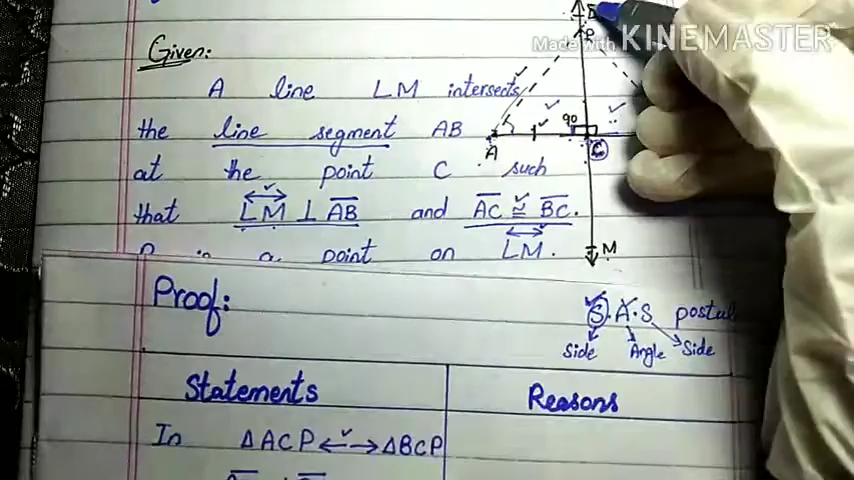 Made with KINEMASTER
Given:
A line LM intersects
the line segment AB
at the point C such
that LM ⊥ AB and AC ≅ BC.
is a point on LM.
P
90
A
C
M
Proof:
S.A.S
Side Angle Side
Statements Reasons
In ΔACP ↔ ΔBCP